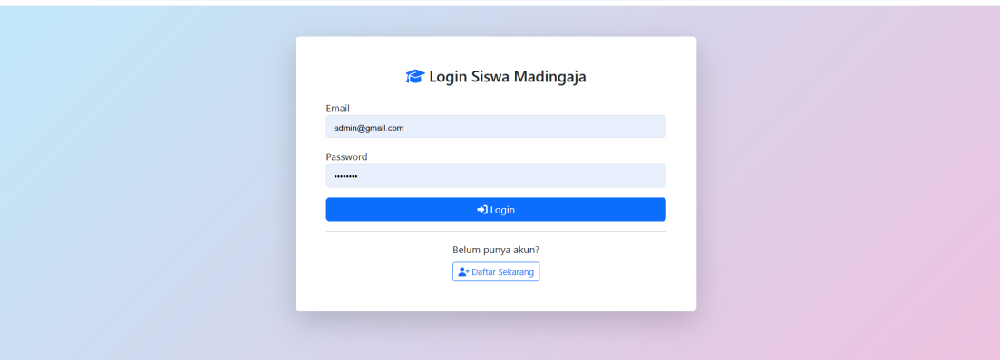 Login Siswa Madingaja
Email
admin@gmail.com
Password
••••••••
Login
Belum punya akun?
Daftar Sekarang